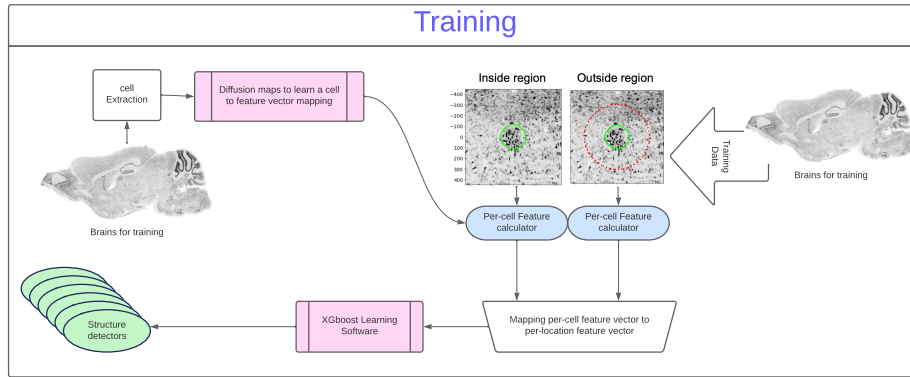 Training
cell
Extraction
Diffusion maps to learn a cell
to feature vector mapping
Inside region
Outside region
−400
−300
−200
−100
0
100
200
300
400
Training
Data
Brains for training
Brains for training
Per-cell Feature
calculator
Per-cell Feature
calculator
Structure
detectors
XGboost Learning
Software
Mapping per-cell feature vector to
per-location feature vector